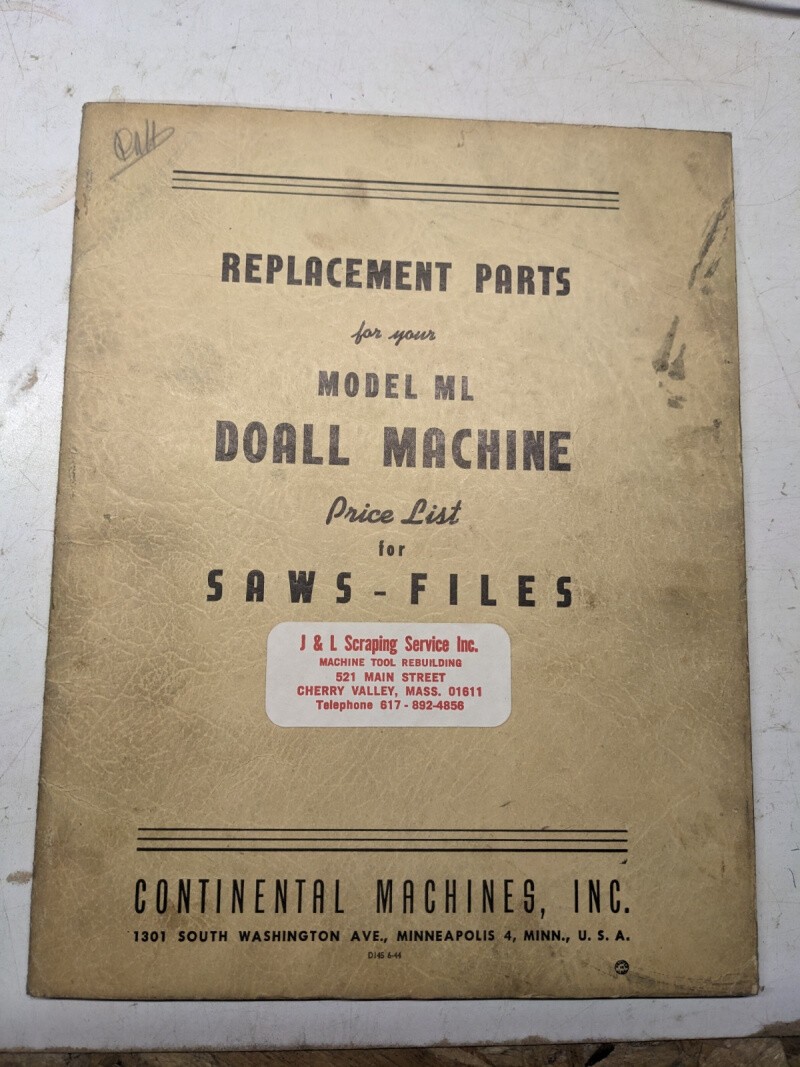 REPLACEMENT PARTS
for your
MODEL ML
DOALL MACHINE
Price List
for
SAWS - FILES
J & L Scraping Service Inc.
MACHINE TOOL REBUILDING
521 MAIN STREET
CHERRY VALLEY, MASS. 01611
Telephone 617 - 892-4856
CONTINENTAL MACHINES, INC.
1301 SOUTH WASHINGTON AVE., MINNEAPOLIS 4, MINN., U. S. A.